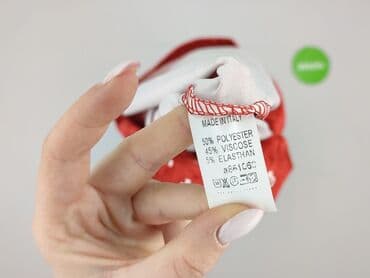 MADE IN ITALY
50% POLYESTER
45% VISCOSE
5% ELASTHAN